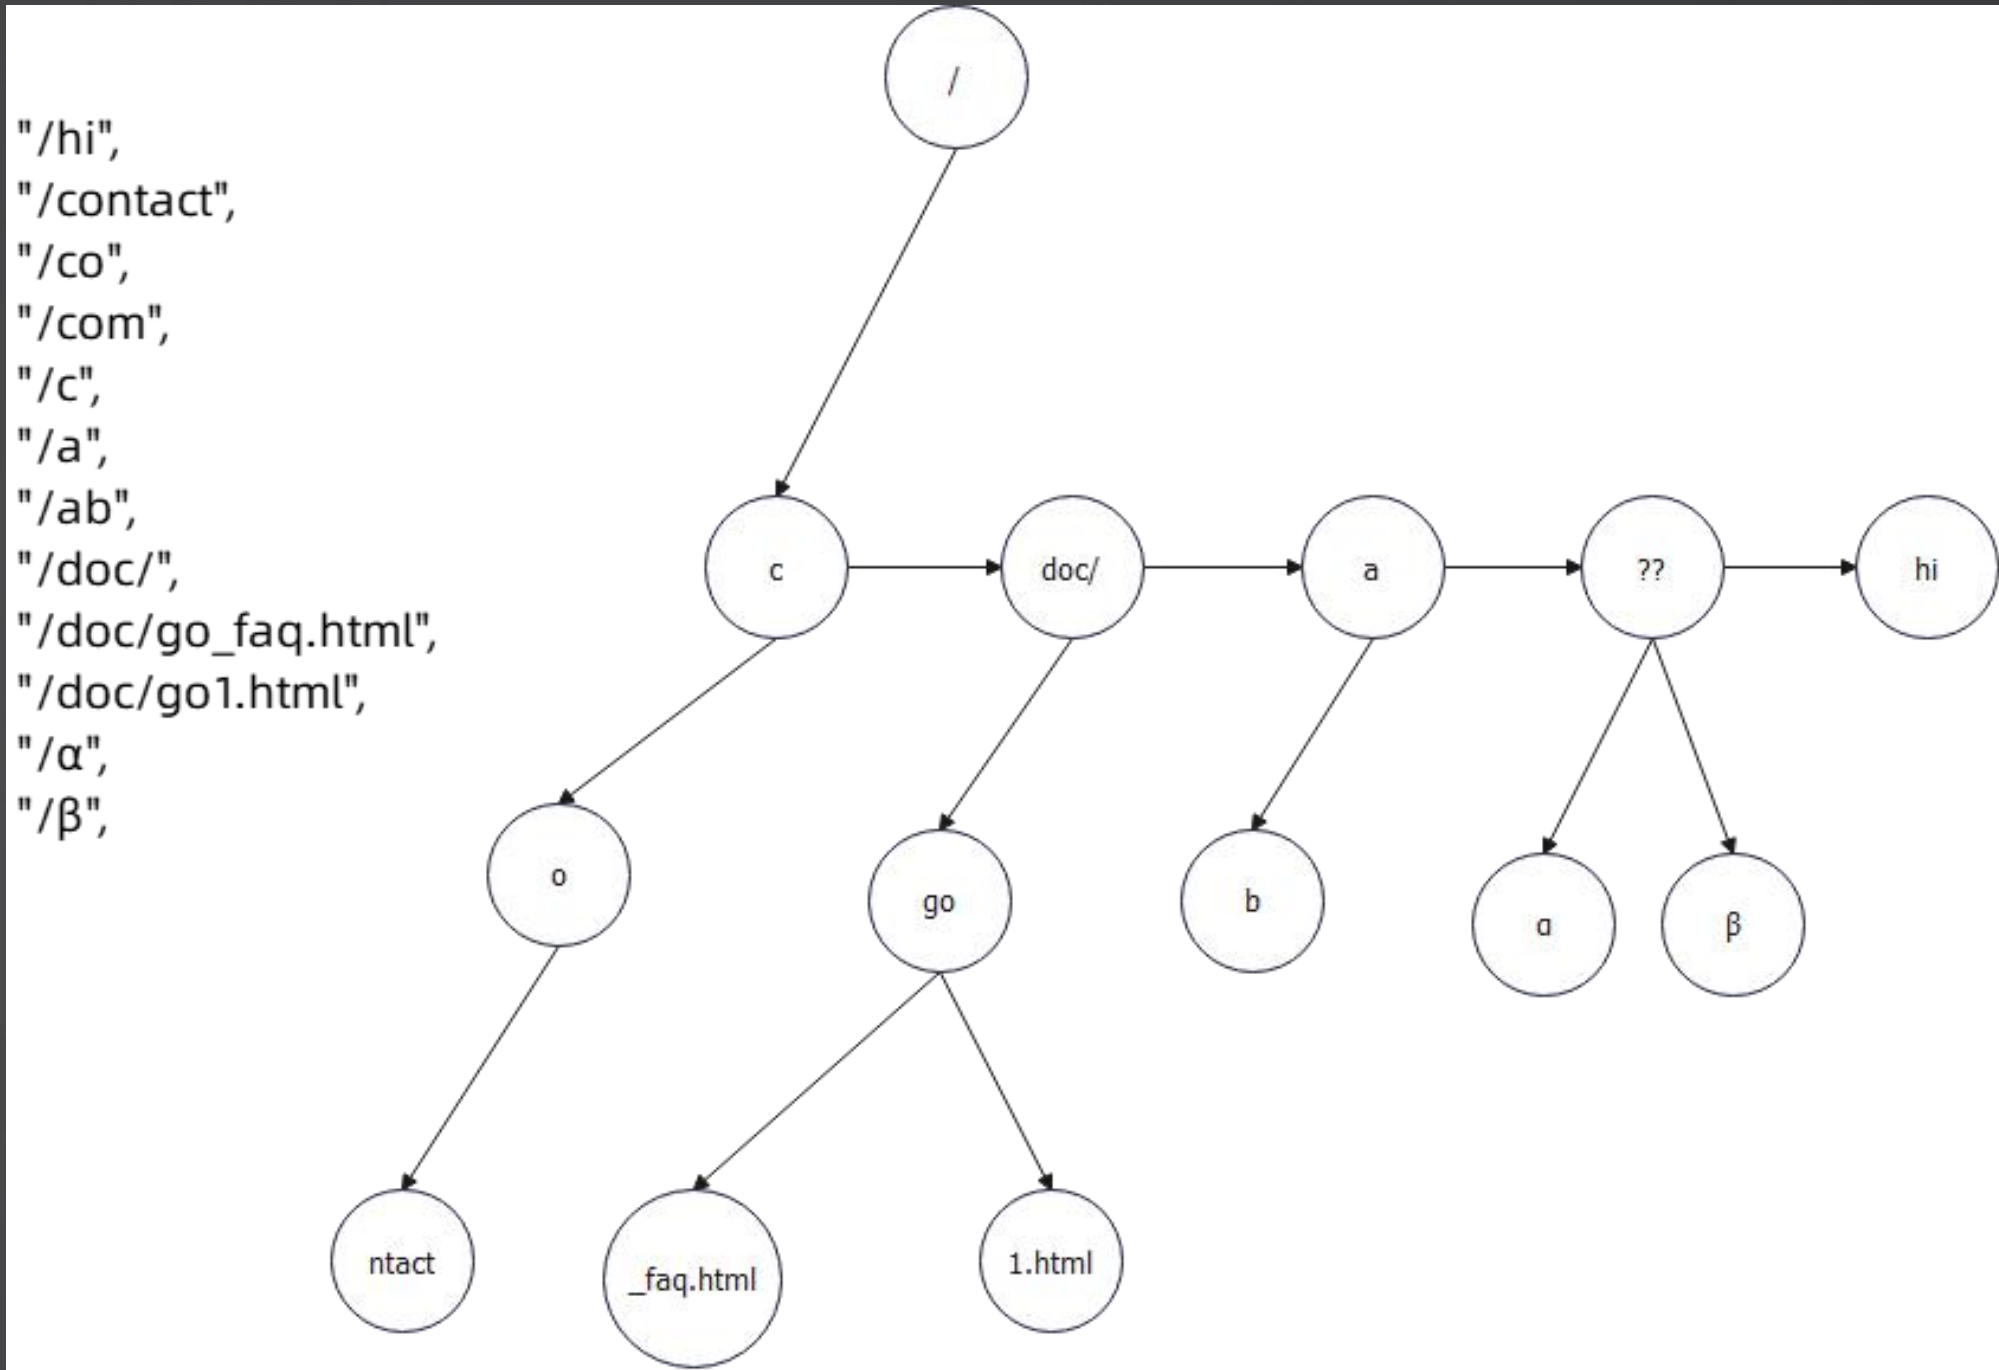 /
"/hi",
"/contact",
"/co",
"/com",
"/c",
"/a",
"/ab",
"/doc/",
"/doc/go_faq.html",
"/doc/go1.html",
"/α",
"/β",
c
doc/
a
??
hi
o
go
b
α
β
ntact
_faq.html
1.html